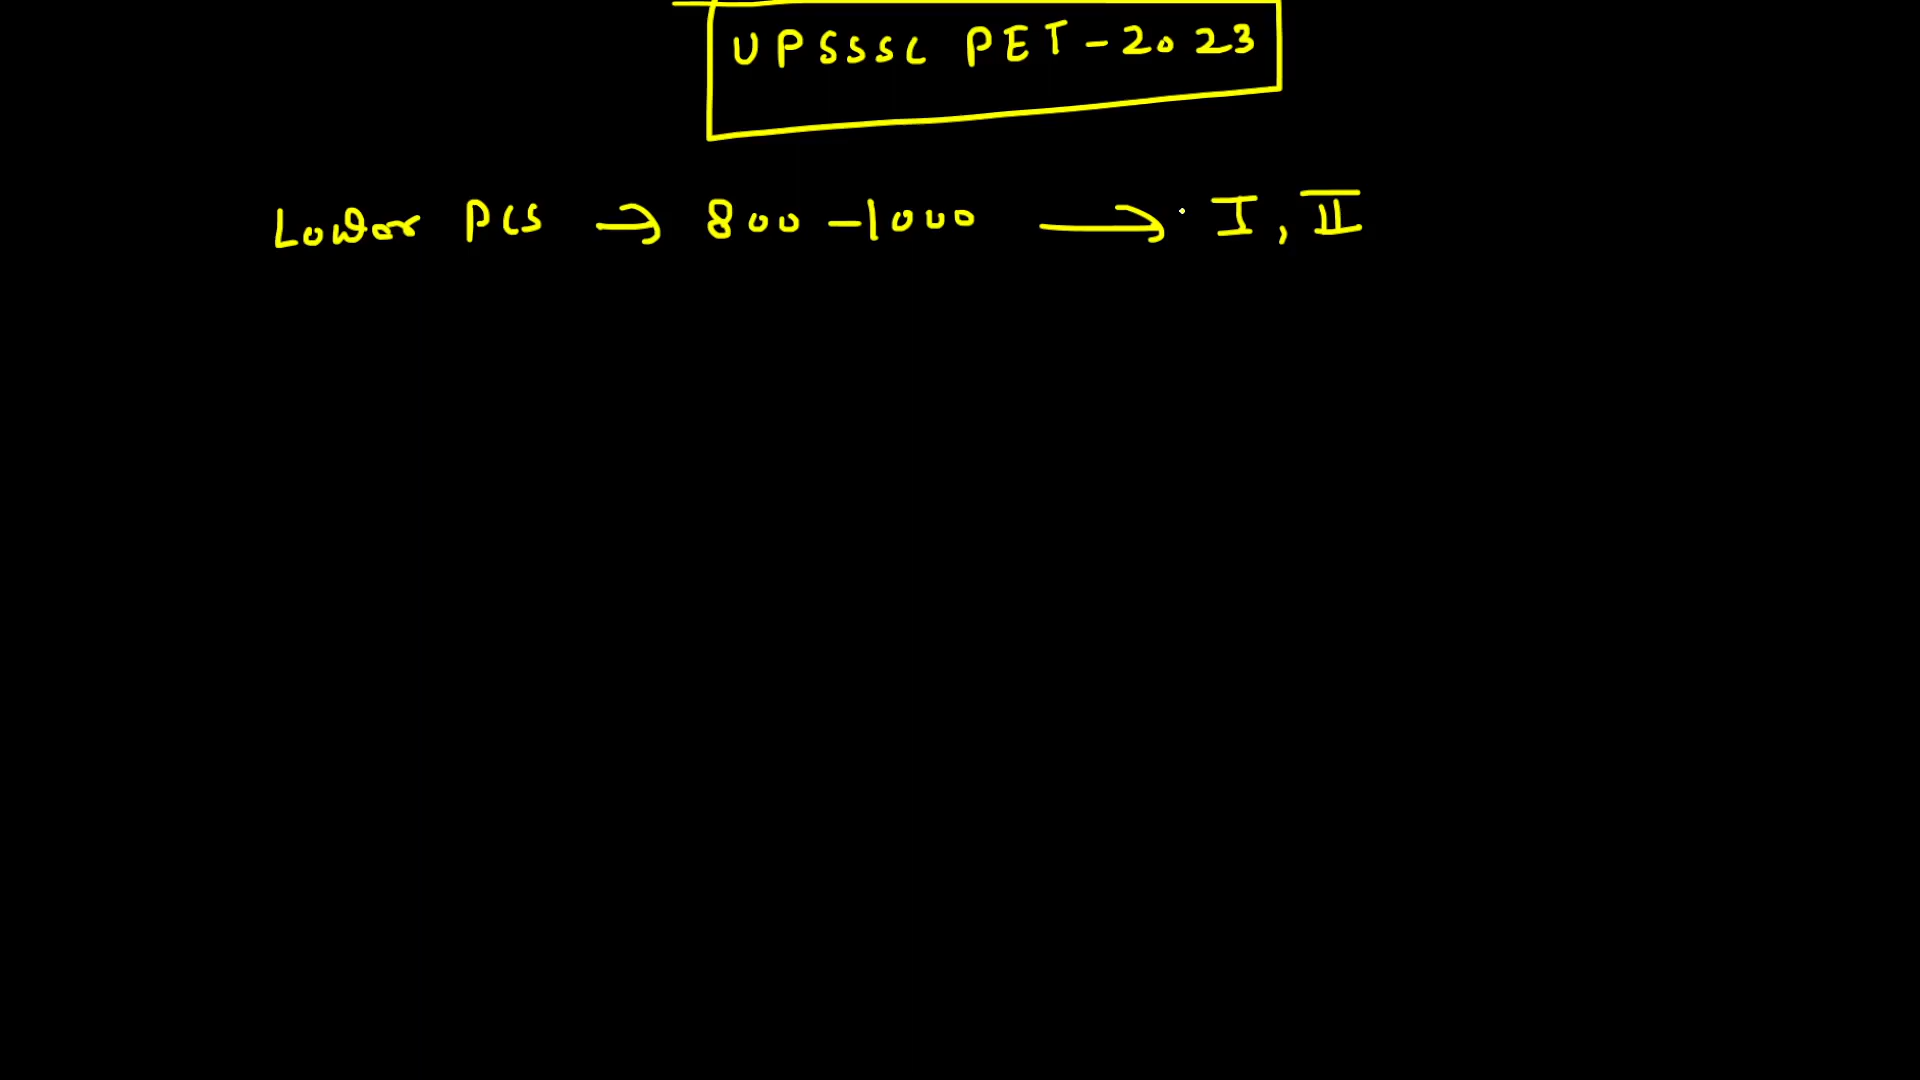 UPSSSC PET-2023
Lower PCS → 800-1000 → I, II